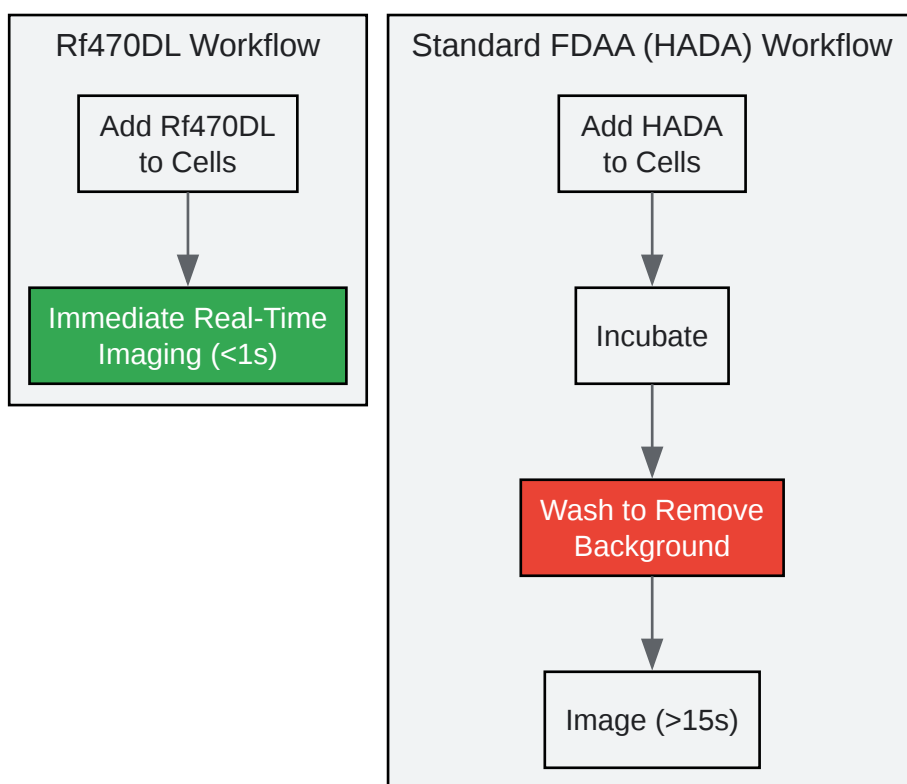 Rf470DL Workflow
Add Rf470DL
to Cells
Immediate Real-Time
Imaging (<1s)
Standard FDAA (HADA) Workflow
Add HADA
to Cells
Incubate
Wash to Remove
Background
Image (>15s)